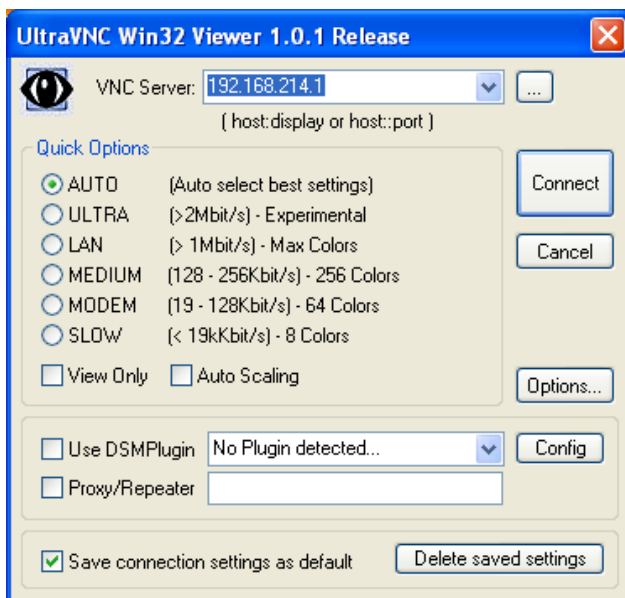 UltraVNC Win32 Viewer 1.0.1 Release
VNC Server: 192.168.214.1 ...
( host:display or host::port )
Quick Options
AUTO (Auto select best settings)
ULTRA (>2Mbit/s) - Experimental
LAN (> 1Mbit/s) - Max Colors
MEDIUM (128 - 256Kbit/s) - 256 Colors
MODEM (19 - 128Kbit/s) - 64 Colors
SLOW (< 19kKbit/s) - 8 Colors
View Only Auto Scaling
Connect
Cancel
Options...
Use DSMPlugin No Plugin detected... Config
Proxy/Repeater
Save connection settings as default Delete saved settings